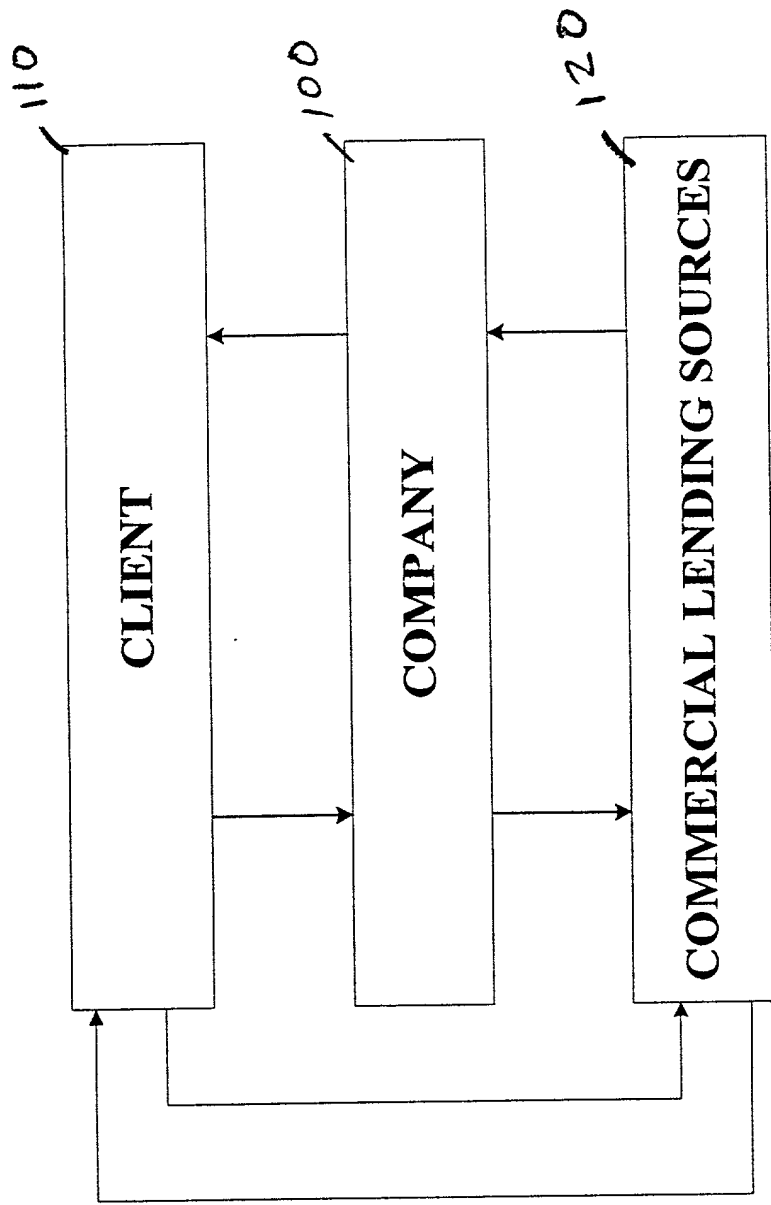 CLIENT
110
COMPANY
100
COMMERCIAL LENDING SOURCES
120